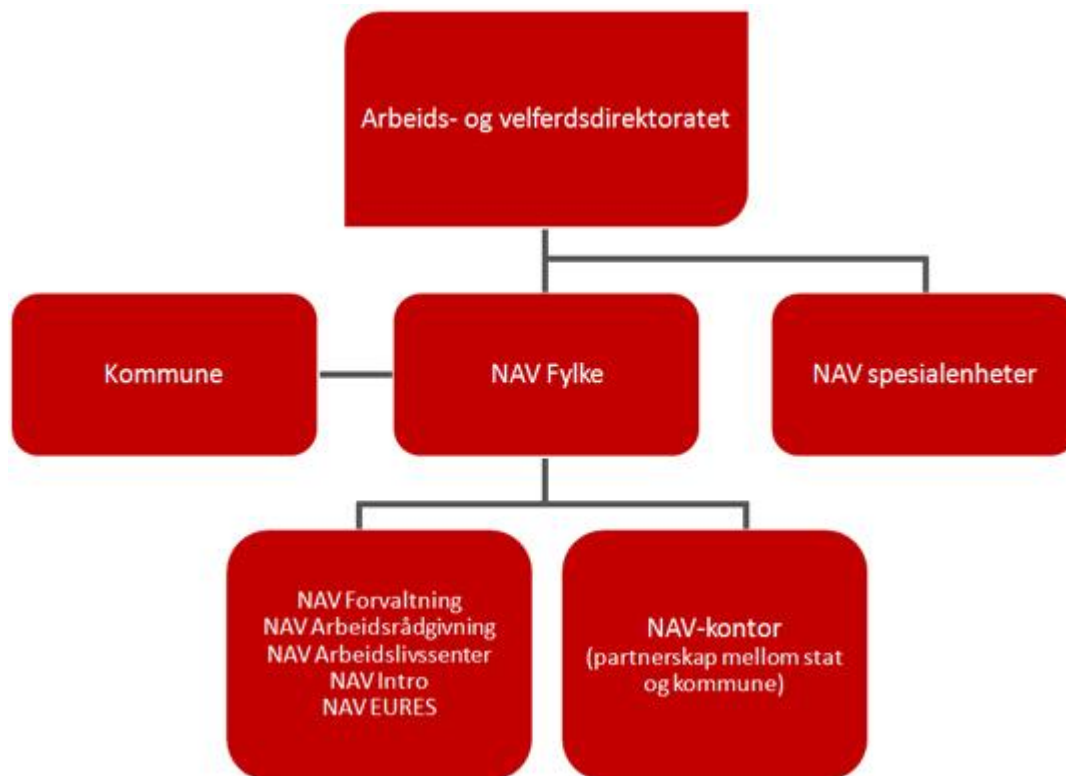 Arbeids- og velferdsdirektoratet
Kommune
NAV Fylke
NAV spesialenheter
NAV Forvaltning
NAV Arbeidsrådgivning
NAV Arbeidslivssenter
NAV Intro
NAV EURES
NAV-kontor
(partnerskap mellom stat
og kommune)